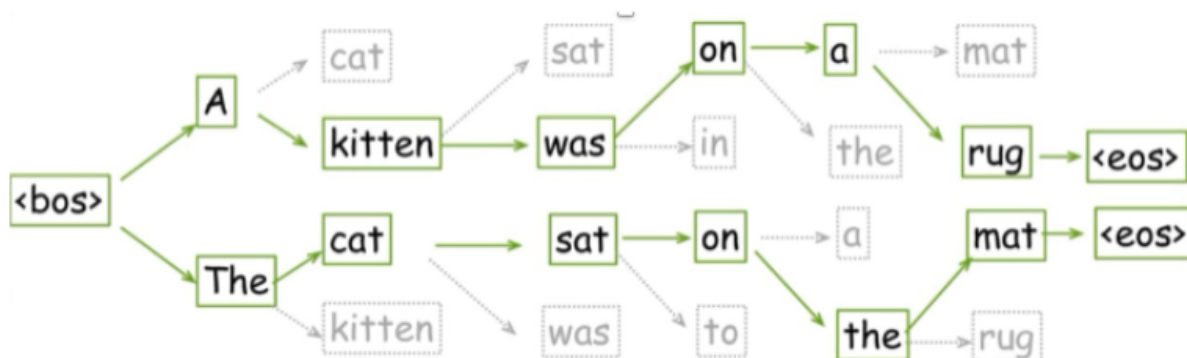 cat sat on a mat
A
kitten was in the rug <eos>
<bos>
cat sat on a mat <eos>
The
kitten was to the rug